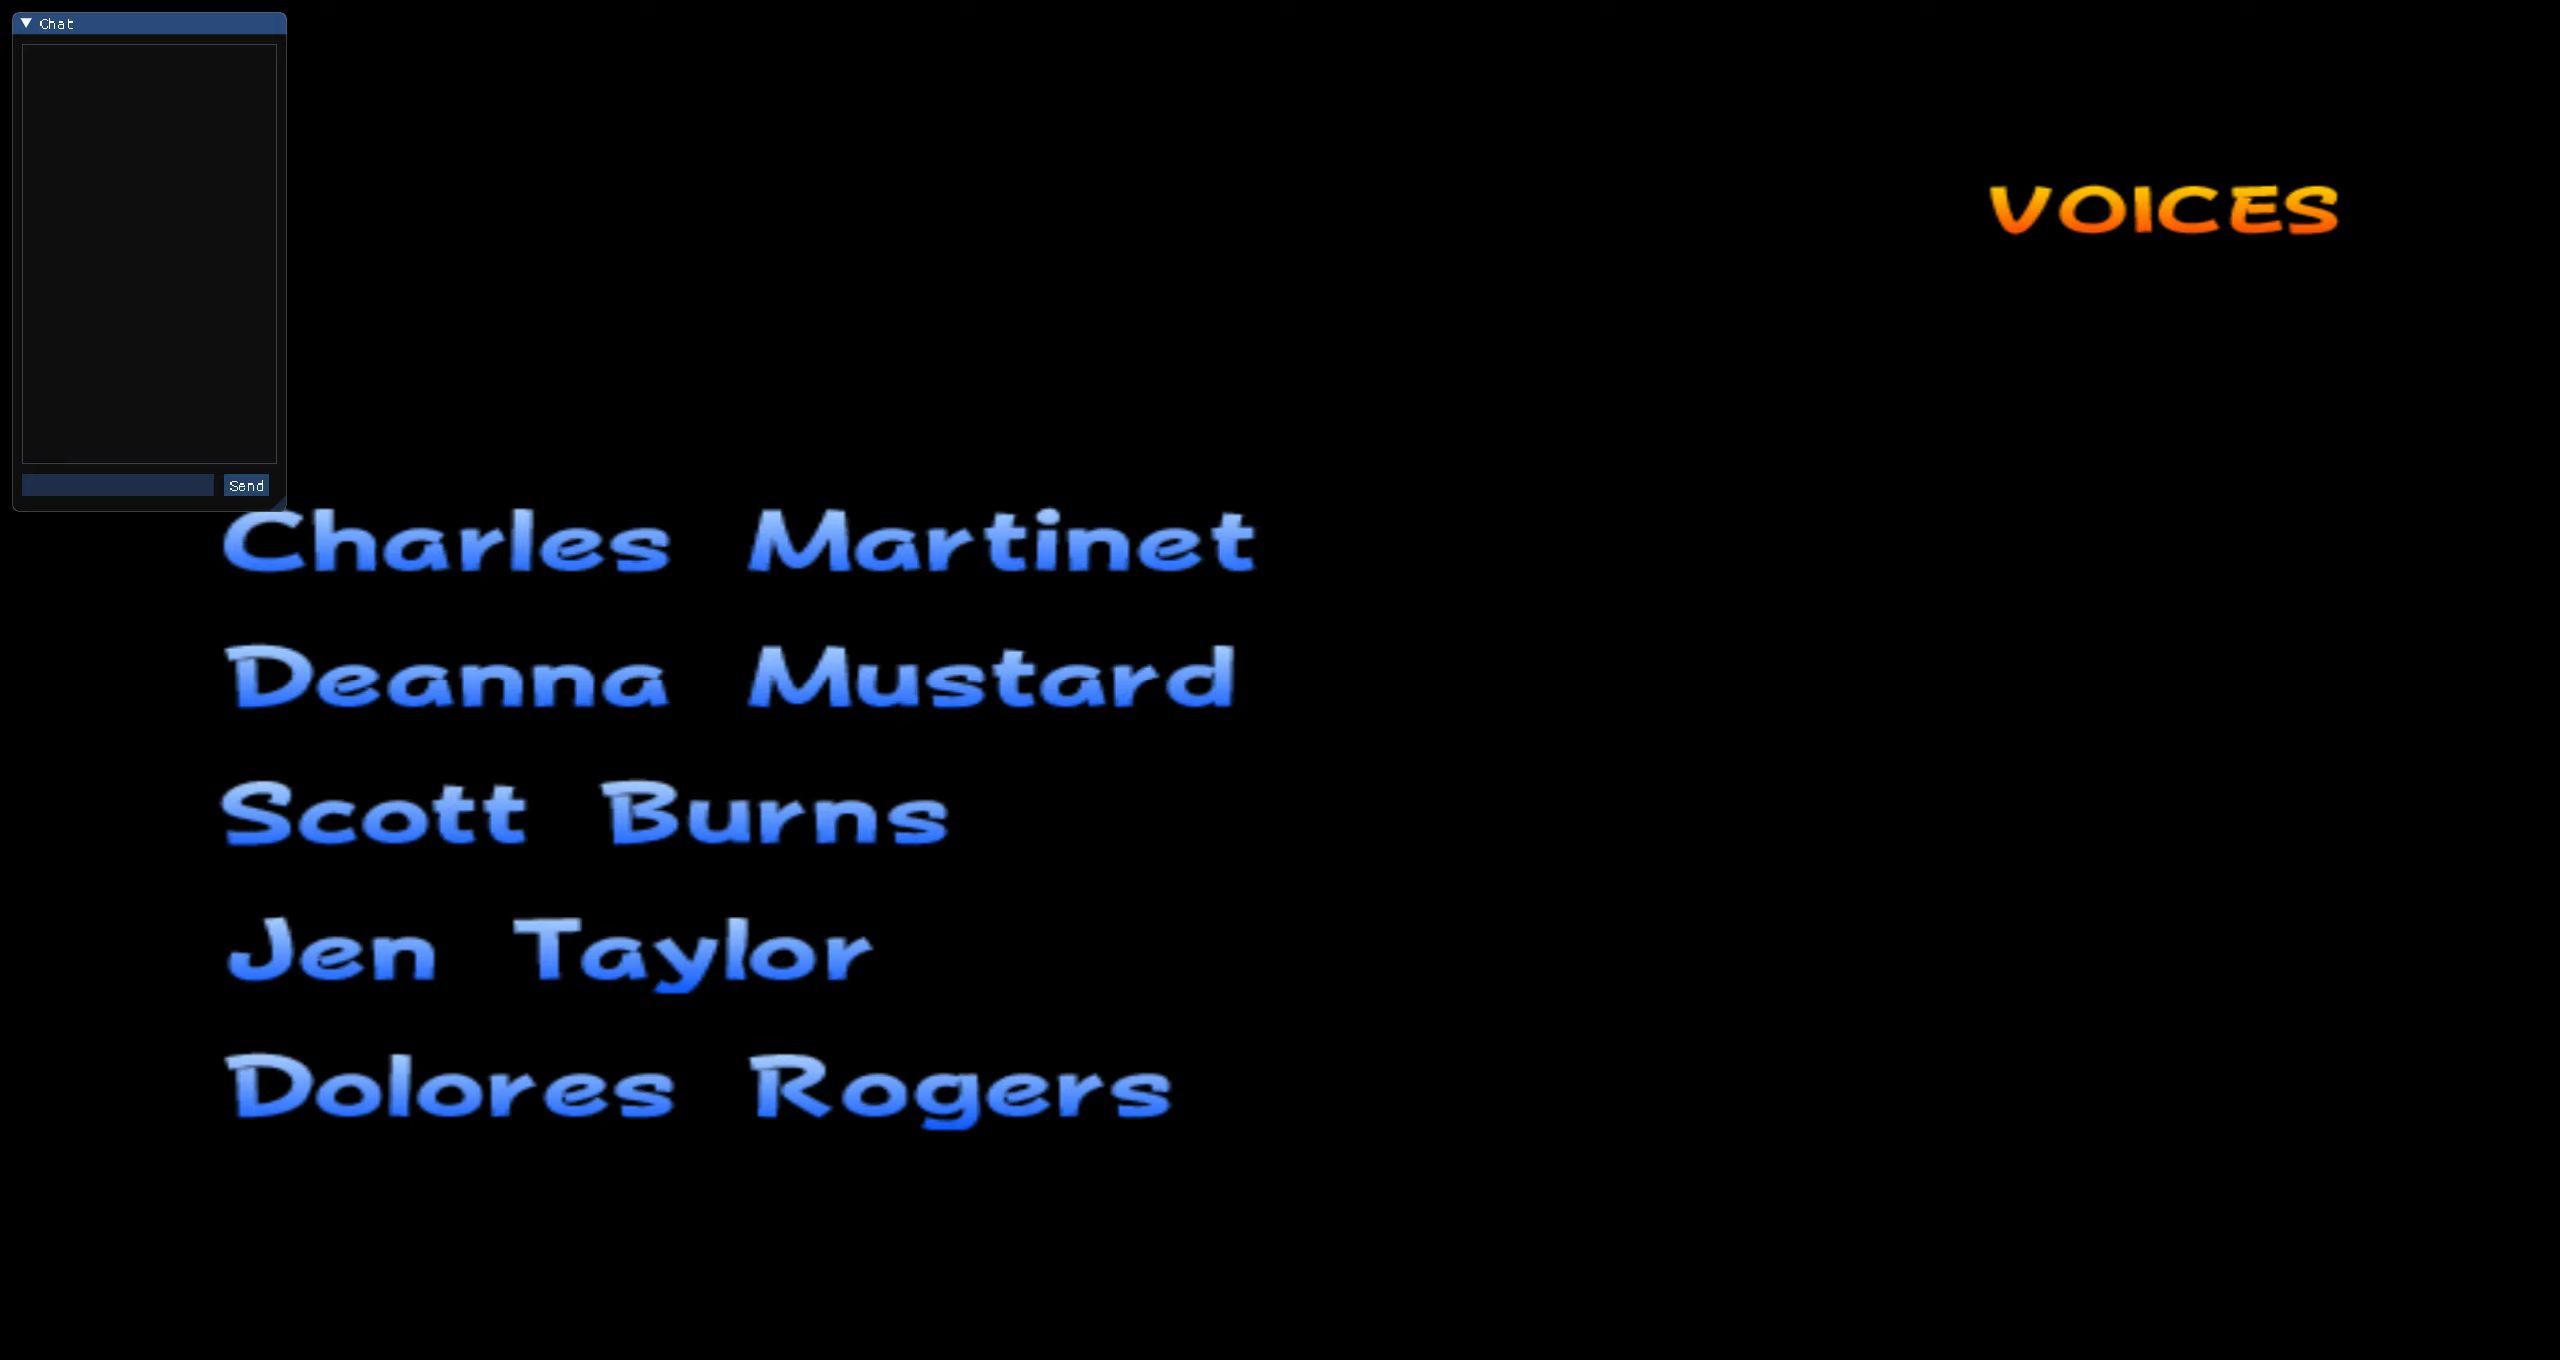 Chat
Send
VOICES
Charles Martinet
Deanna Mustard
Scott Burns
Jen Taylor
Dolores Rogers